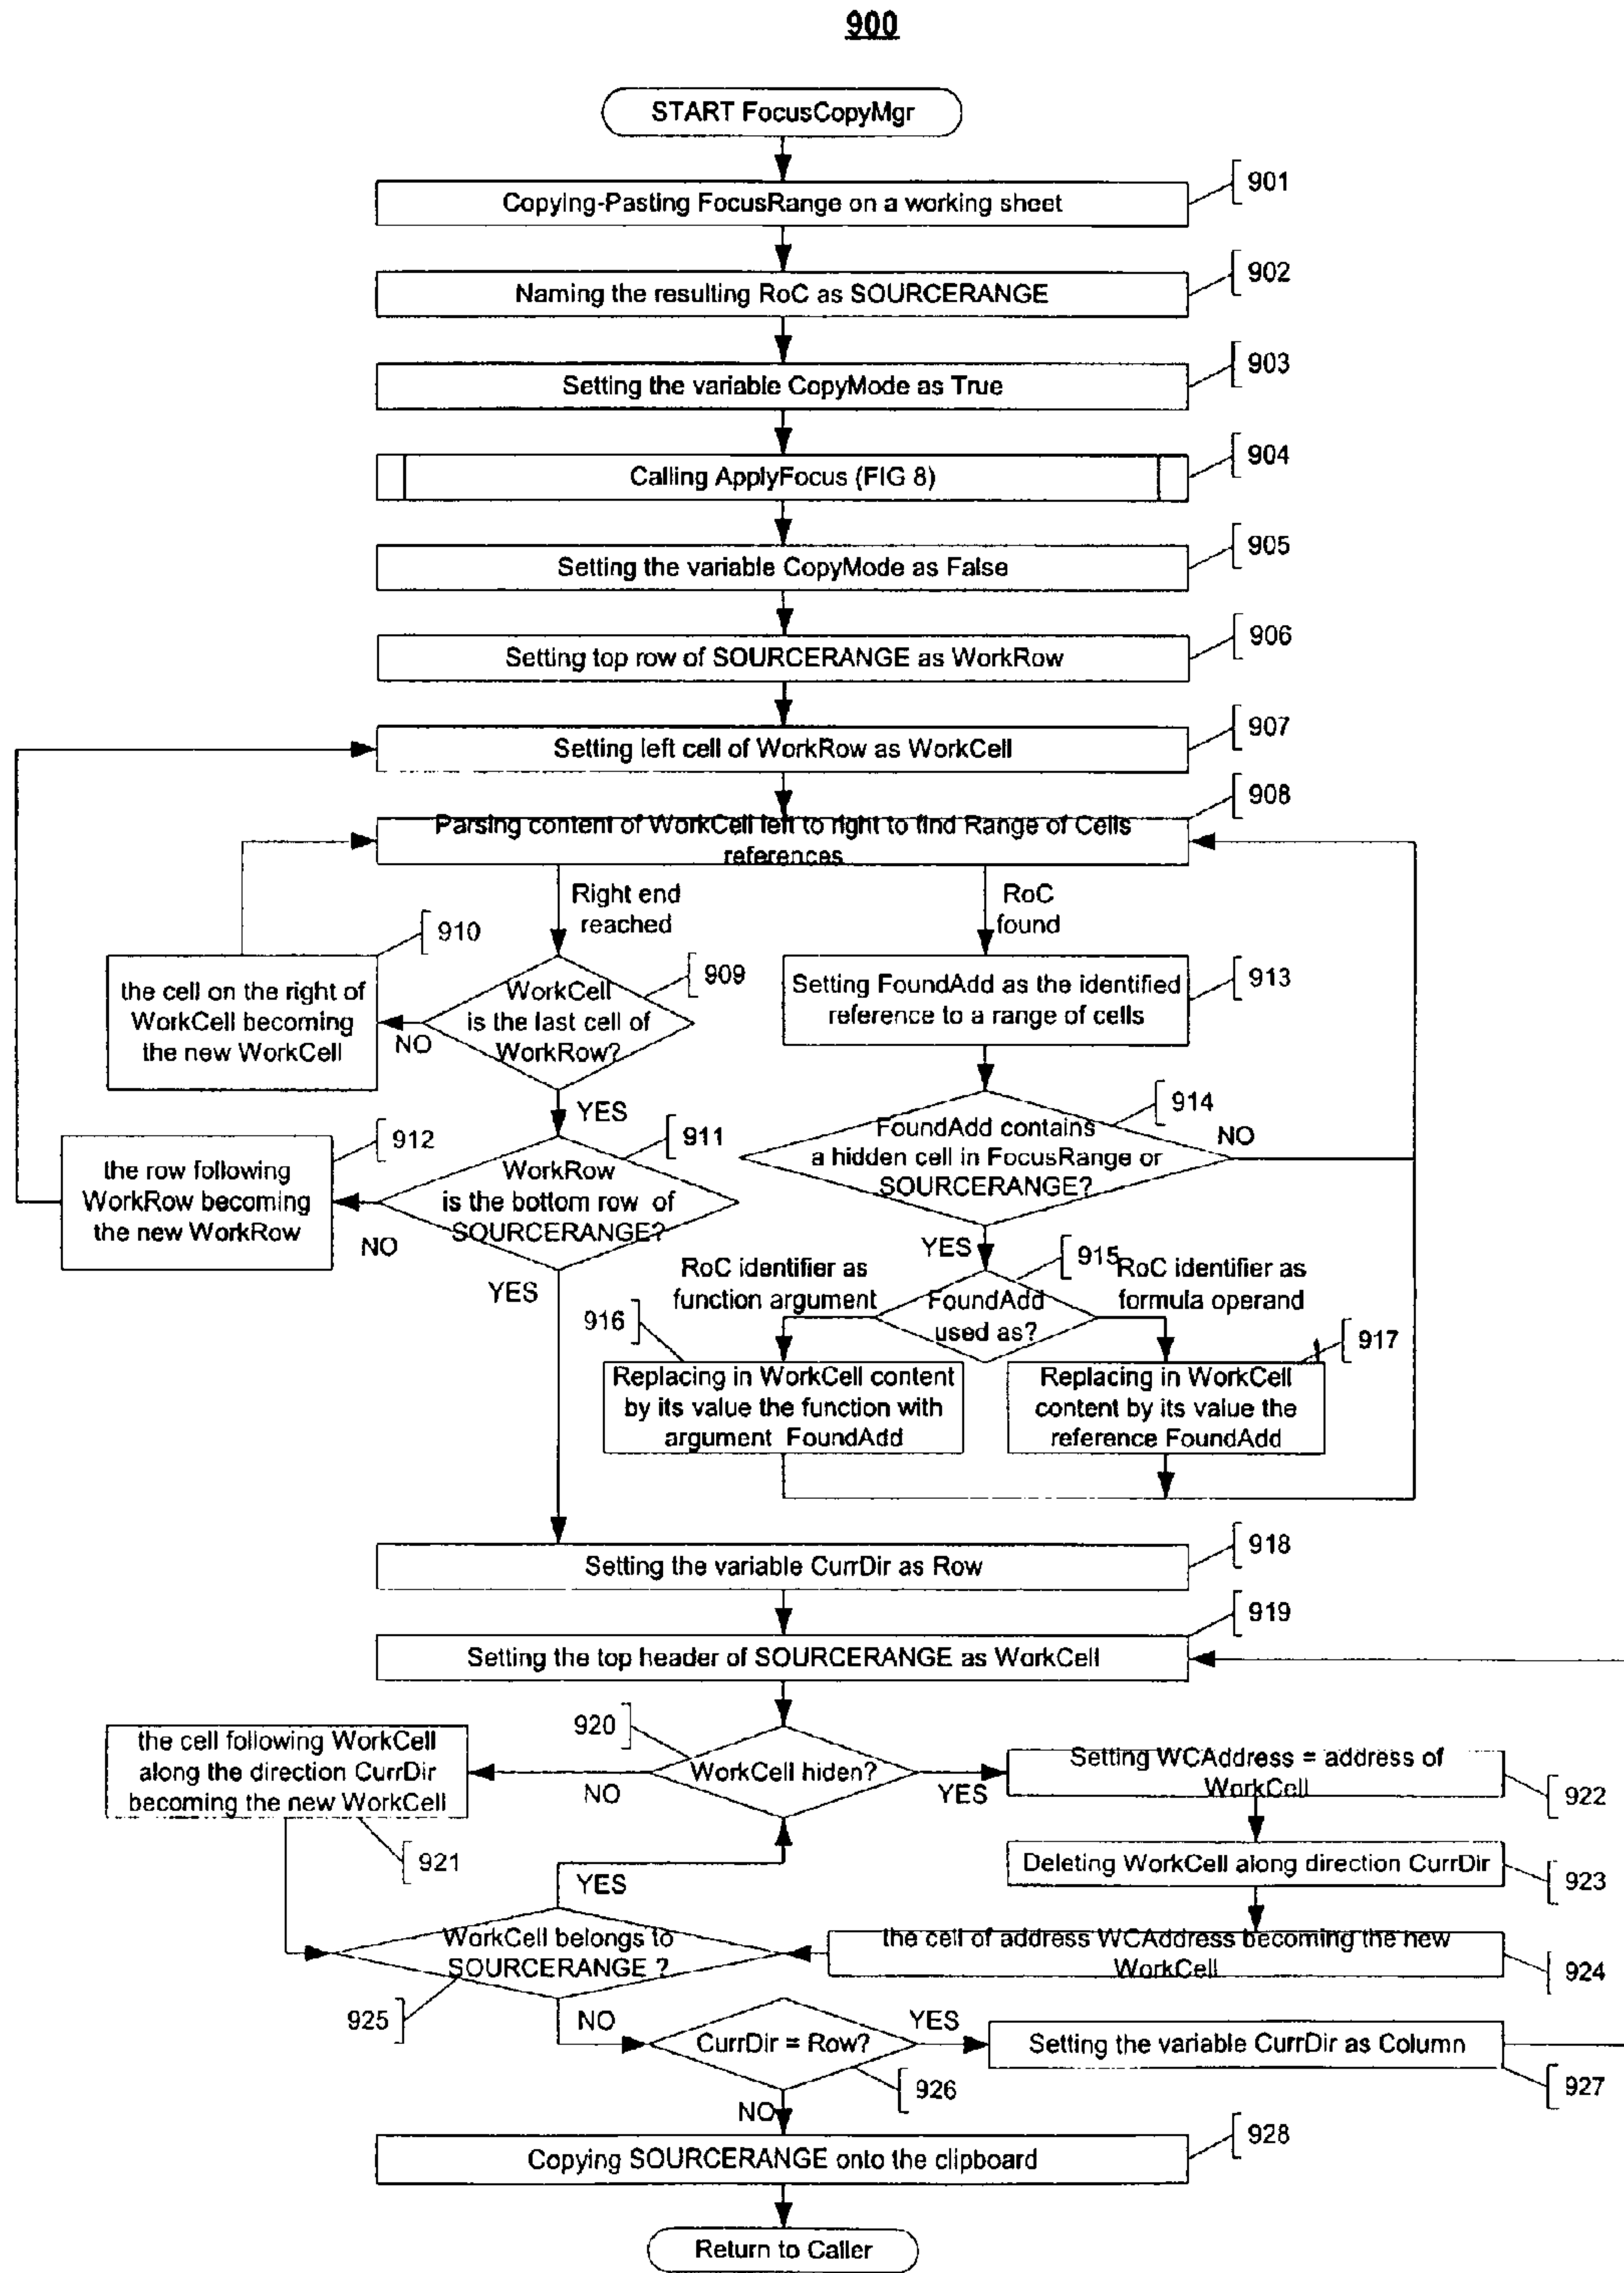 900
START FocusCopyMgr
901
Copying-Pasting FocusRange on a working sheet
902
Naming the resulting RoC as SOURCERANGE
903
Setting the variable CopyMode as True
904
Calling ApplyFocus (FIG 8)
905
Setting the variable CopyMode as False
906
Setting top row of SOURCERANGE as WorkRow
907
Setting left cell of WorkRow as WorkCell
908
Parsing content of WorkCell left to right to find Range of Cells
references
Right end
reached
RoC
found
910
the cell on the right of
WorkCell becoming
the new WorkCell
909
WorkCell
is the last cell of
WorkRow?
NO
YES
913
Setting FoundAdd as the identified
reference to a range of cells
914
FoundAdd contains
a hidden cell in FocusRange or
SOURCERANGE?
NO
YES
912
the row following
WorkRow becoming
the new WorkRow
911
WorkRow
is the bottom row of
SOURCERANGE?
NO
YES
915
RoC identifier as
function argument
FoundAdd
used as?
RoC identifier as
formula operand
916
Replacing in WorkCell content
by its value the function with
argument FoundAdd
917
Replacing in WorkCell
content by its value the
reference FoundAdd
918
Setting the variable CurrDir as Row
919
Setting the top header of SOURCERANGE as WorkCell
920
WorkCell hiden?
NO
YES
the cell following WorkCell
along the direction CurrDir
becoming the new WorkCell
921
Setting WCAddress = address of
WorkCell
922
Deleting WorkCell along direction CurrDir
923
the cell of address WCAddress becoming the new
WorkCell
924
YES
WorkCell belongs to
SOURCERANGE ?
925
NO
CurrDir = Row?
926
YES
Setting the variable CurrDir as Column
927
NO
928
Copying SOURCERANGE onto the clipboard
Return to Caller